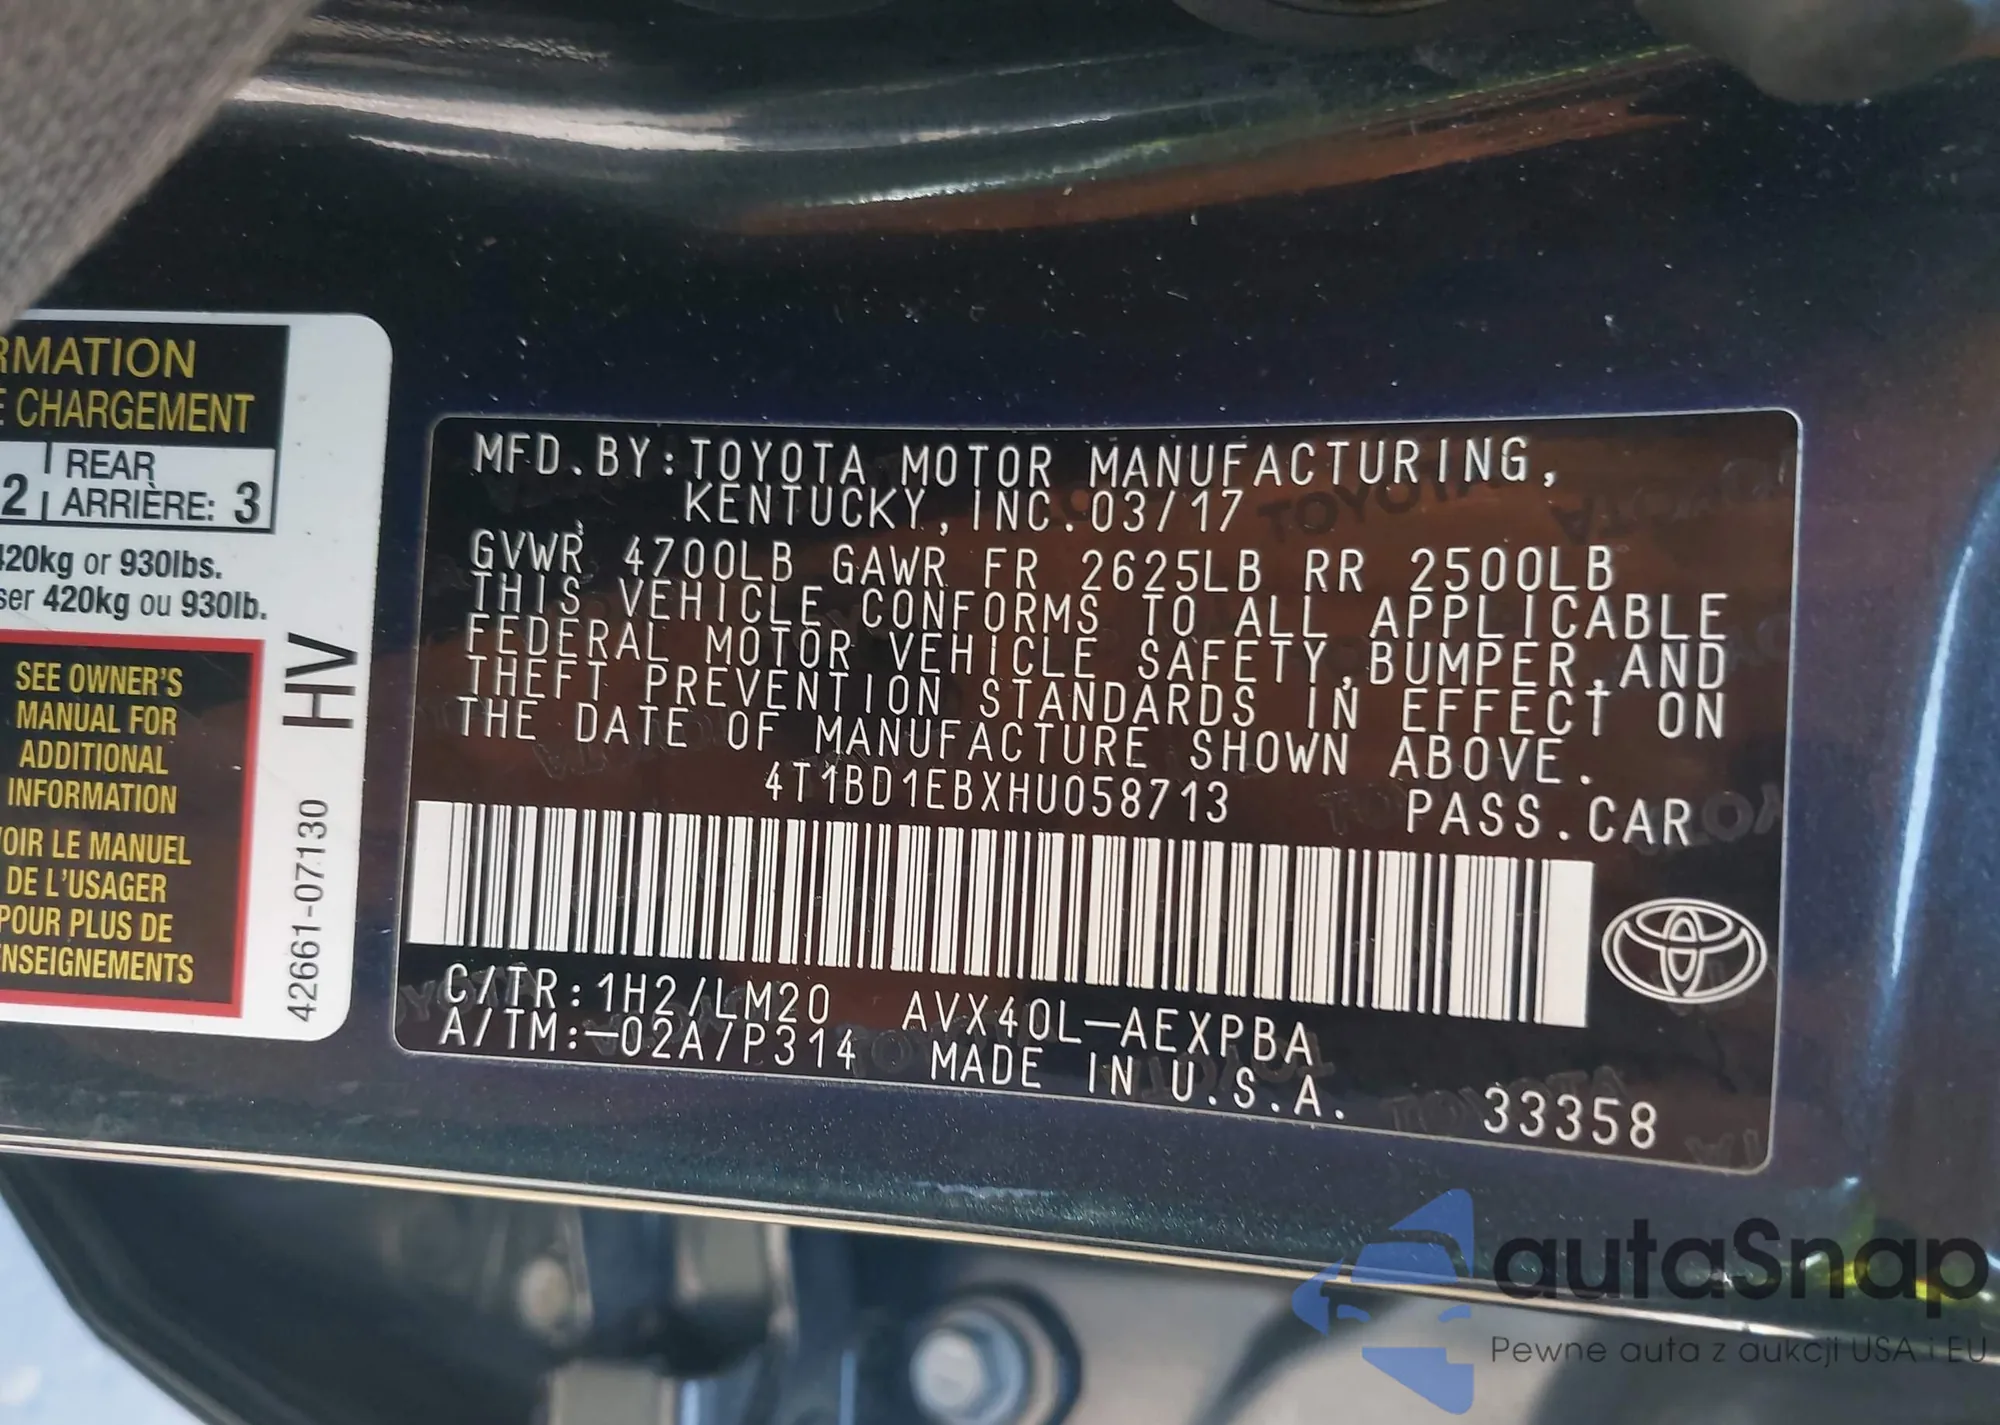 RMATION
E CHARGEMENT
2 REAR
ARRIÈRE: 3
420kg or 930lbs.
ser 420kg ou 930lb.
SEE OWNER'S
MANUAL FOR
ADDITIONAL
INFORMATION
OIR LE MANUEL
DE L'USAGER
POUR PLUS DE
ENSEIGNEMENTS
42661-07130 HV
MFD.BY:TOYOTA MOTOR MANUFACTURING,
KENTUCKY,INC.03/17
GVWR 4700LB GAWR FR 2625LB RR 2500LB
THIS VEHICLE CONFORMS TO ALL APPLICABLE
FEDERAL MOTOR VEHICLE SAFETY,BUMPER,AND
THEFT PREVENTION STANDARDS IN EFFECT ON
THE DATE OF MANUFACTURE SHOWN ABOVE.
4T1BD1EBXHU058713 PASS.CAR
C/TR:1H2/LM20 AVX40L-AEXPBA
A/TM:-02A/P314 MADE IN U.S.A. 33358
autaSnap
Pewne auta z aukcji USA i EU